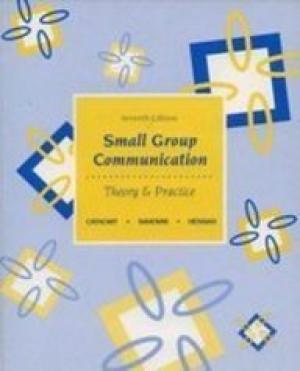 Seventh Edition
Small Group
Communication
Theory & Practice
CATHCART • SAMOVAR • HENMAN